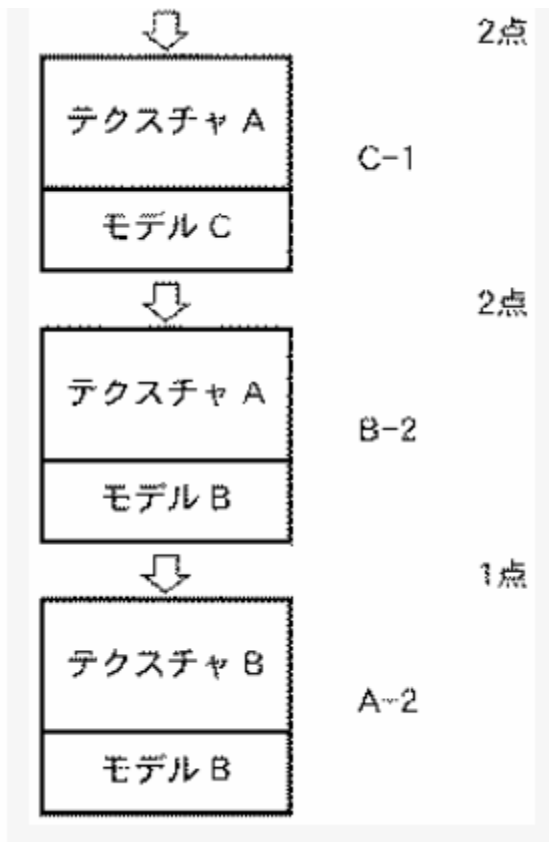 2点
テクスチャ A
C-1
モデル C
2点
テクスチャ A
B-2
モデル B
1点
テクスチャ B
A-2
モデル B